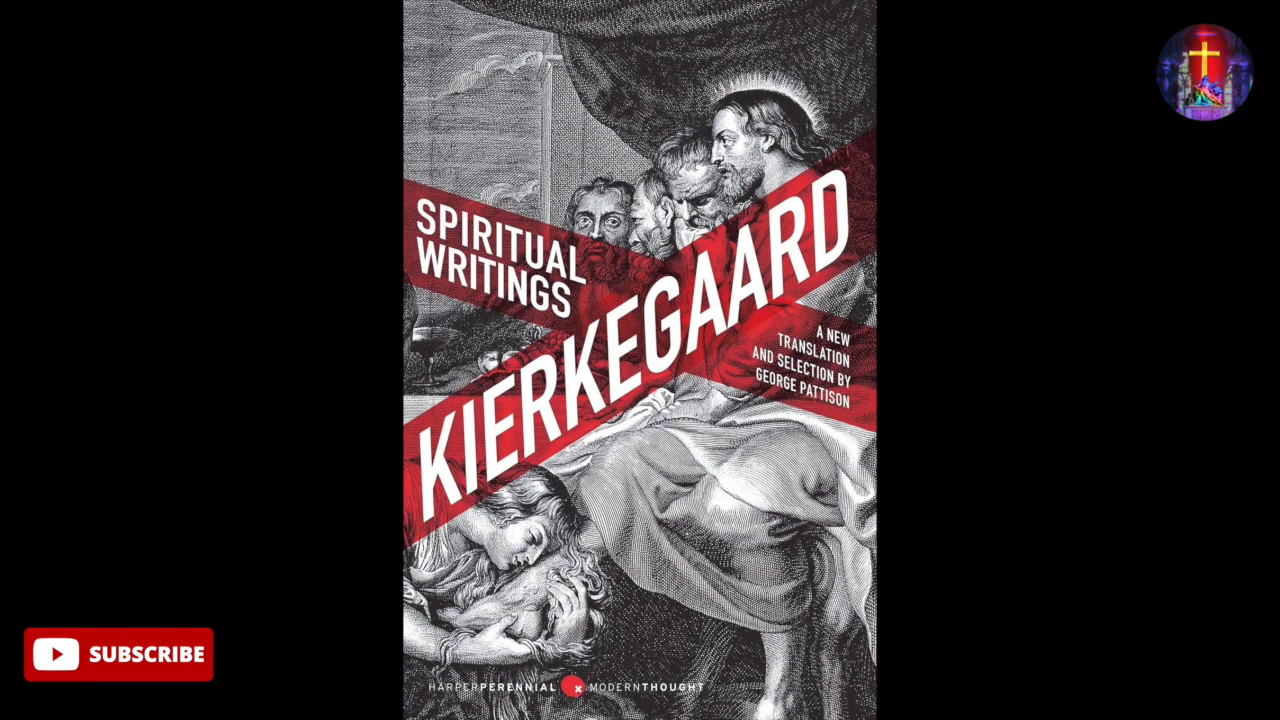 SPIRITUAL
WRITINGS
KIERKEGAARD
A NEW
TRANSLATION
AND SELECTION BY
GEORGE PATTISON
HARPERPERENNIAL MODERNTHOUGHT
SUBSCRIBE